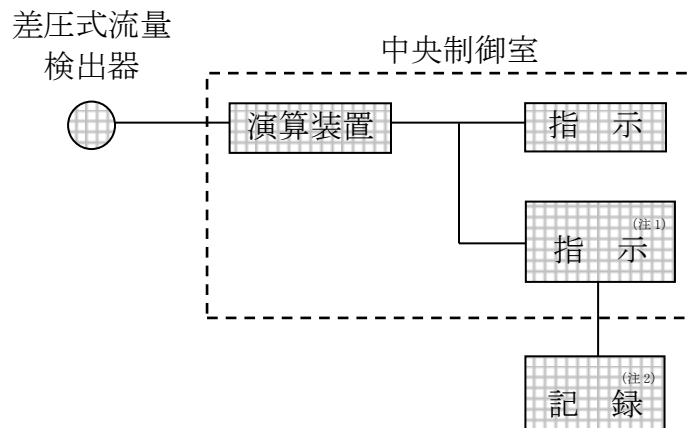 差圧式流量
検出器
中央制御室
演算装置
指　示
(注1)
指　示
(注2)
記　録